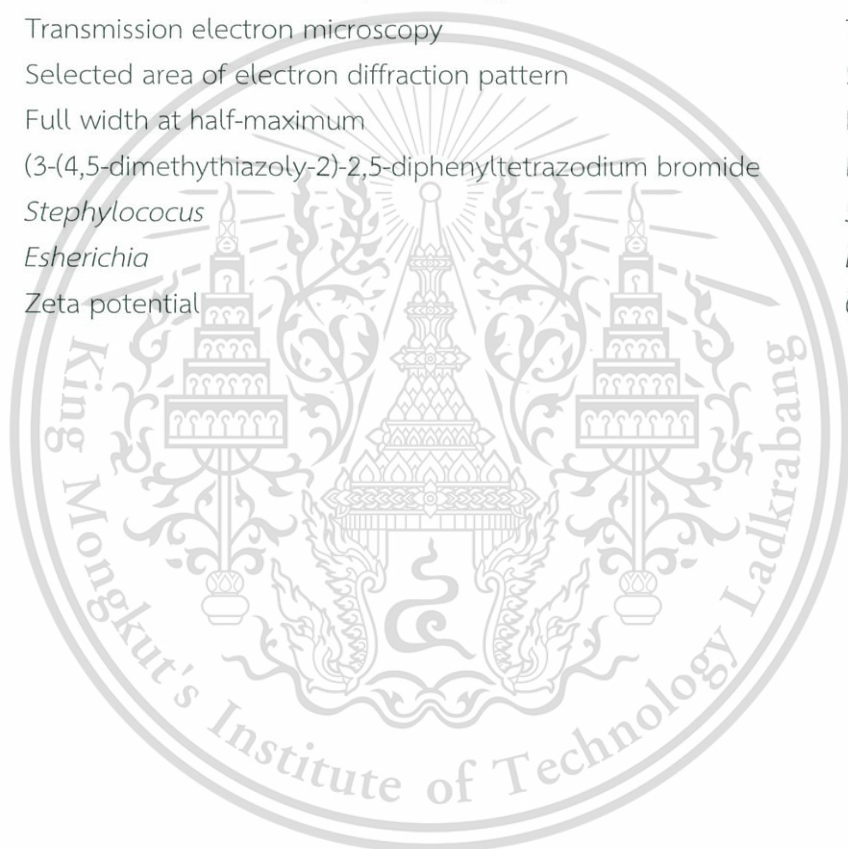 Transmission electron microscopy
Selected area of electron diffraction pattern
Full width at half-maximum
(3-(4,5-dimethythiazoly-2)-2,5-diphenyltetrazodium bromide
Stephylococus
Esherichia
Zeta potential
King Mongkut's Institute of Technology Ladkrabang